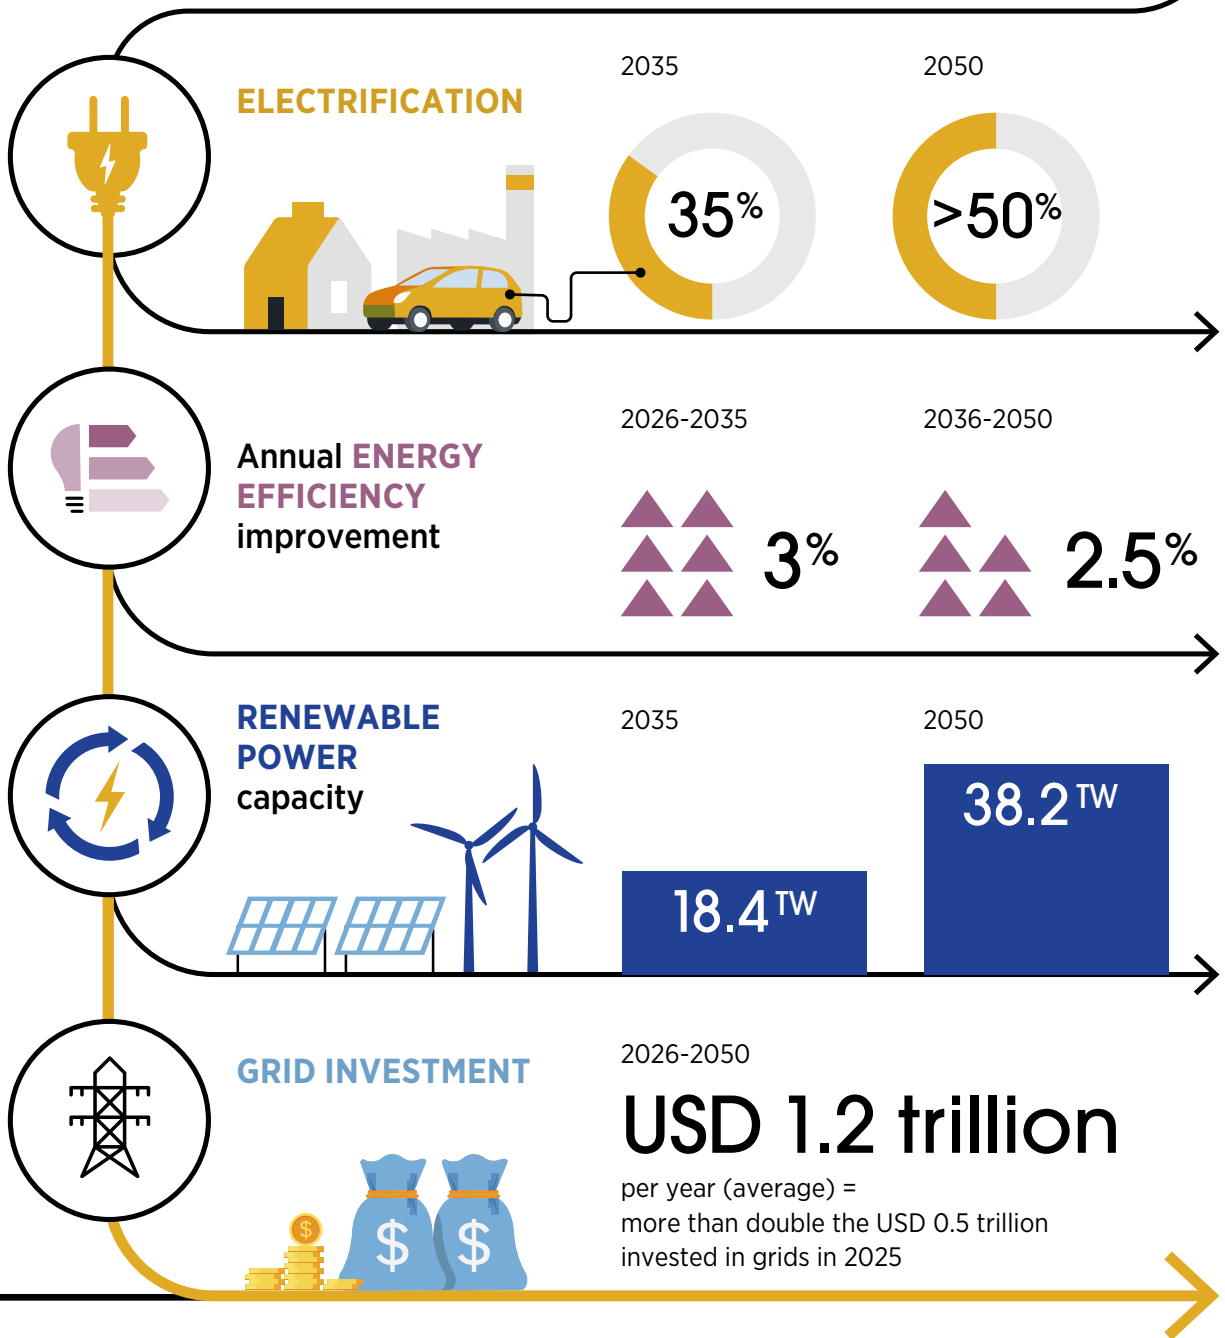 ELECTRIFICATION
2035
2050
35%
>50%
Annual ENERGY
EFFICIENCY
improvement
2026-2035
2036-2050
3%
2.5%
RENEWABLE
POWER
capacity
2035
2050
18.4 TW
38.2 TW
GRID INVESTMENT
2026-2050
USD 1.2 trillion
per year (average) =
more than double the USD 0.5 trillion
invested in grids in 2025
$
$ $